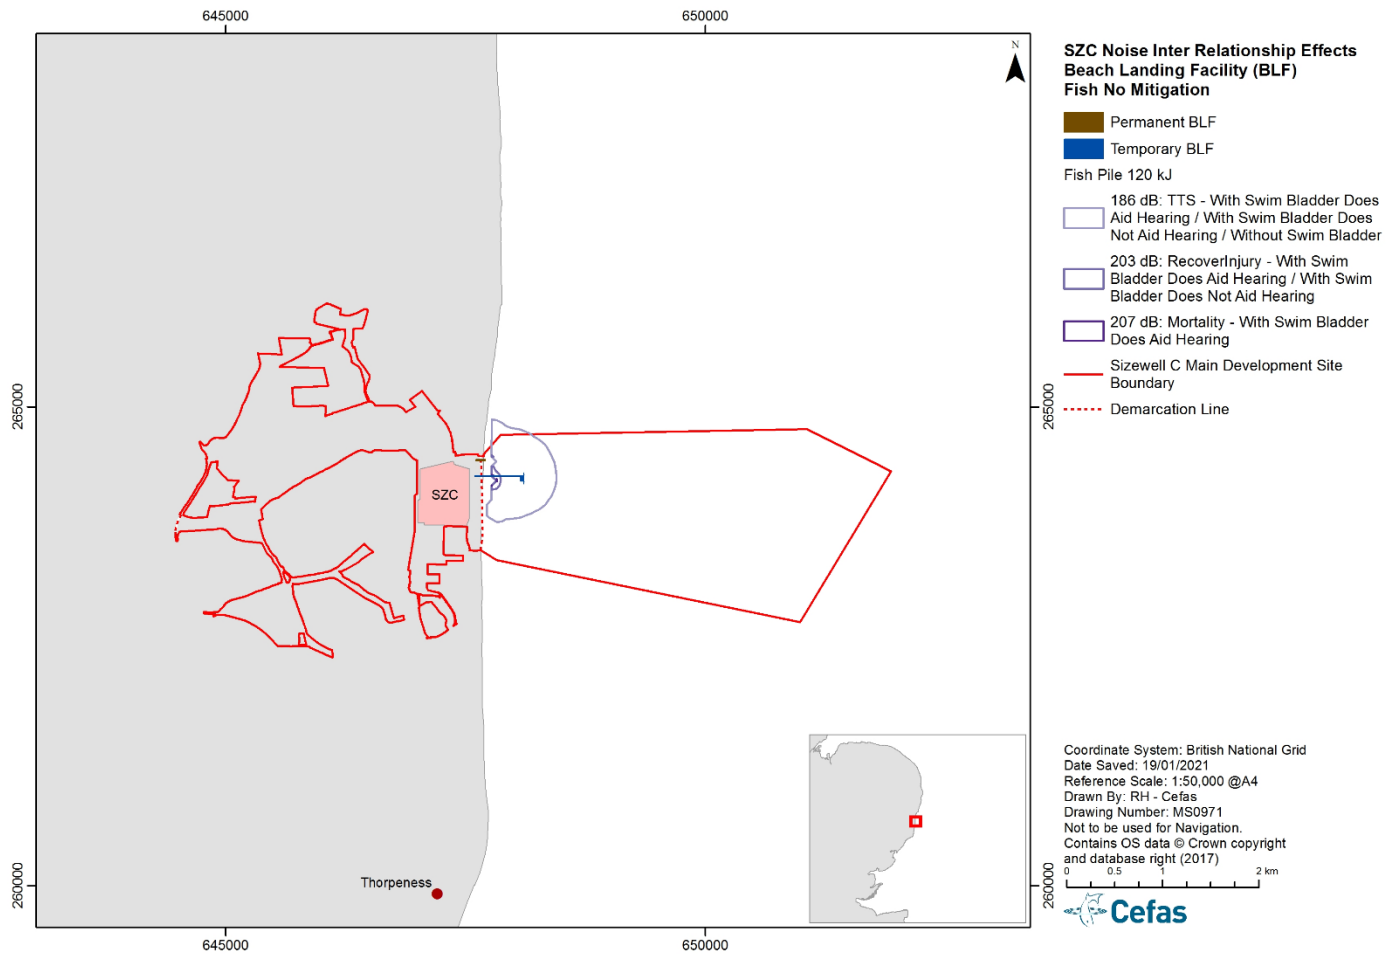 645000
650000
N
SZC Noise Inter Relationship Effects
Beach Landing Facility (BLF)
Fish No Mitigation
Permanent BLF
Temporary BLF
Fish Pile 120 kJ
186 dB: TTS - With Swim Bladder Does
Aid Hearing / With Swim Bladder Does
Not Aid Hearing / Without Swim Bladder
203 dB: RecoverInjury - With Swim
Bladder Does Aid Hearing / With Swim
Bladder Does Not Aid Hearing
207 dB: Mortality - With Swim Bladder
Does Aid Hearing
Sizewell C Main Development Site
Boundary
Demarcation Line
265000
265000
SZC
Thorpeness
260000
260000
Coordinate System: British National Grid
Date Saved: 19/01/2021
Reference Scale: 1:50,000 @A4
Drawn By: RH - Cefas
Drawing Number: MS0971
Not to be used for Navigation.
Contains OS data © Crown copyright
and database right (2017)
0 0.5 1 2 km
Cefas
645000
650000